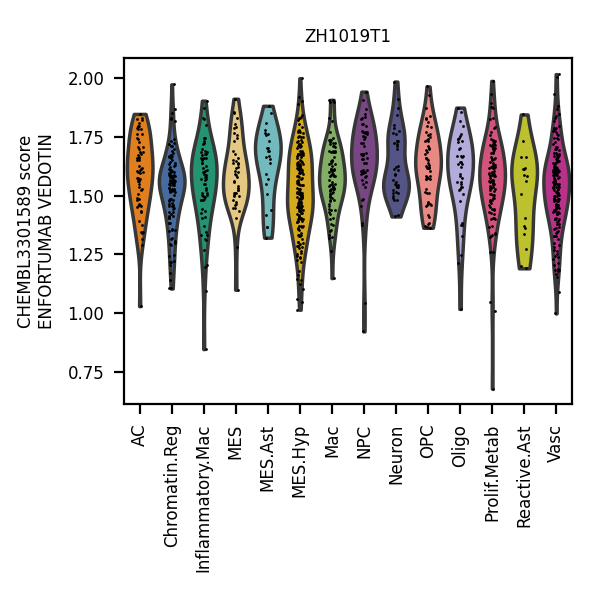 ZH1019T1
CHEMBL3301589 score
ENFORTUMAB VEDOTIN
2.00
1.75
1.50
1.25
1.00
0.75
AC
Chromatin.Reg
Inflammatory.Mac
MES
MES.Ast
MES.Hyp
Mac
NPC
Neuron
OPC
Oligo
Prolif.Metab
Reactive.Ast
Vasc